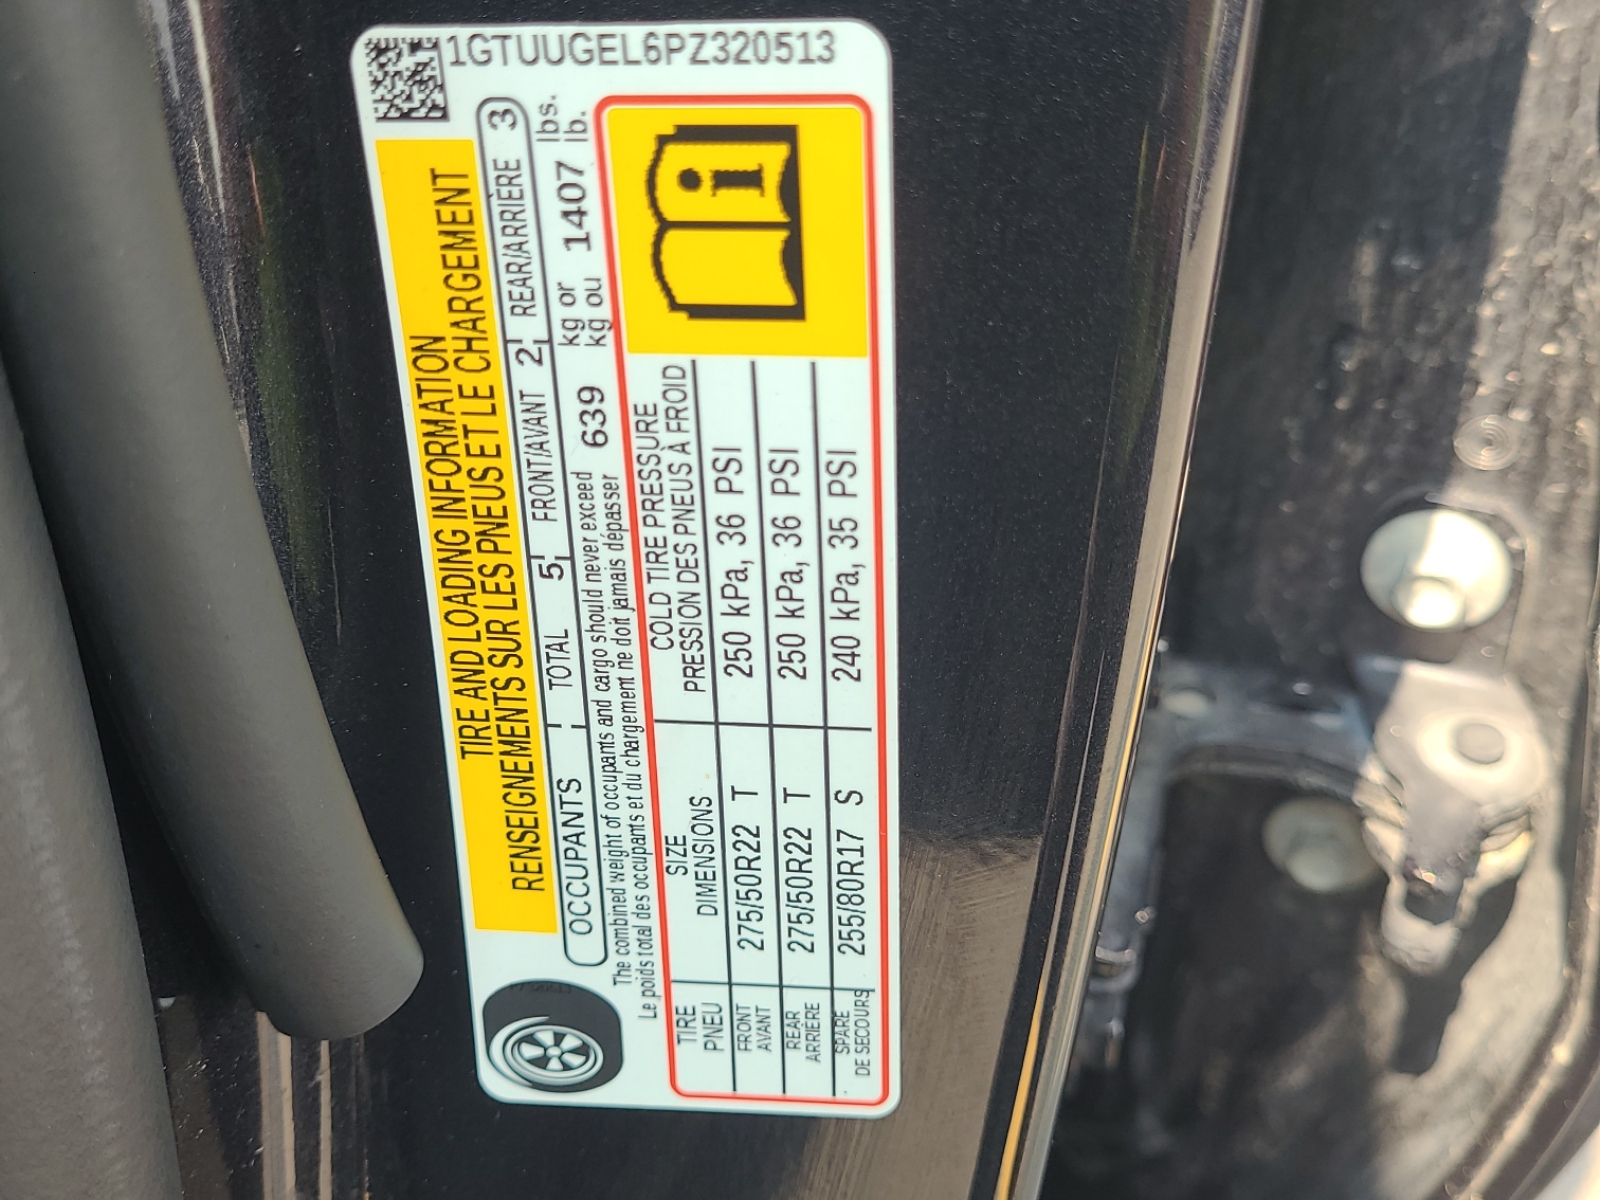 1GTUUGEL6PZ320513
TIRE AND LOADING INFORMATION
RENSEIGNEMENTS SUR LES PNEUS ET LE CHARGEMENT
OCCUPANTS TOTAL 5 FRONT/AVANT 2 REAR/ARRIÈRE 3
The combined weight of occupants and cargo should never exceed 639 kg or 1407 lbs.
Le poids total des occupants et du chargement ne doit jamais dépasser kg ou lb.
TIRE SIZE COLD TIRE PRESSURE
PNEU DIMENSIONS PRESSION DES PNEUS À FROID
FRONT
AVANT 275/50R22 T 250 kPa, 36 PSI
REAR
ARRIÈRE 275/50R22 T 250 kPa, 36 PSI
SPARE
DE SECOURS 255/80R17 S 240 kPa, 35 PSI
i